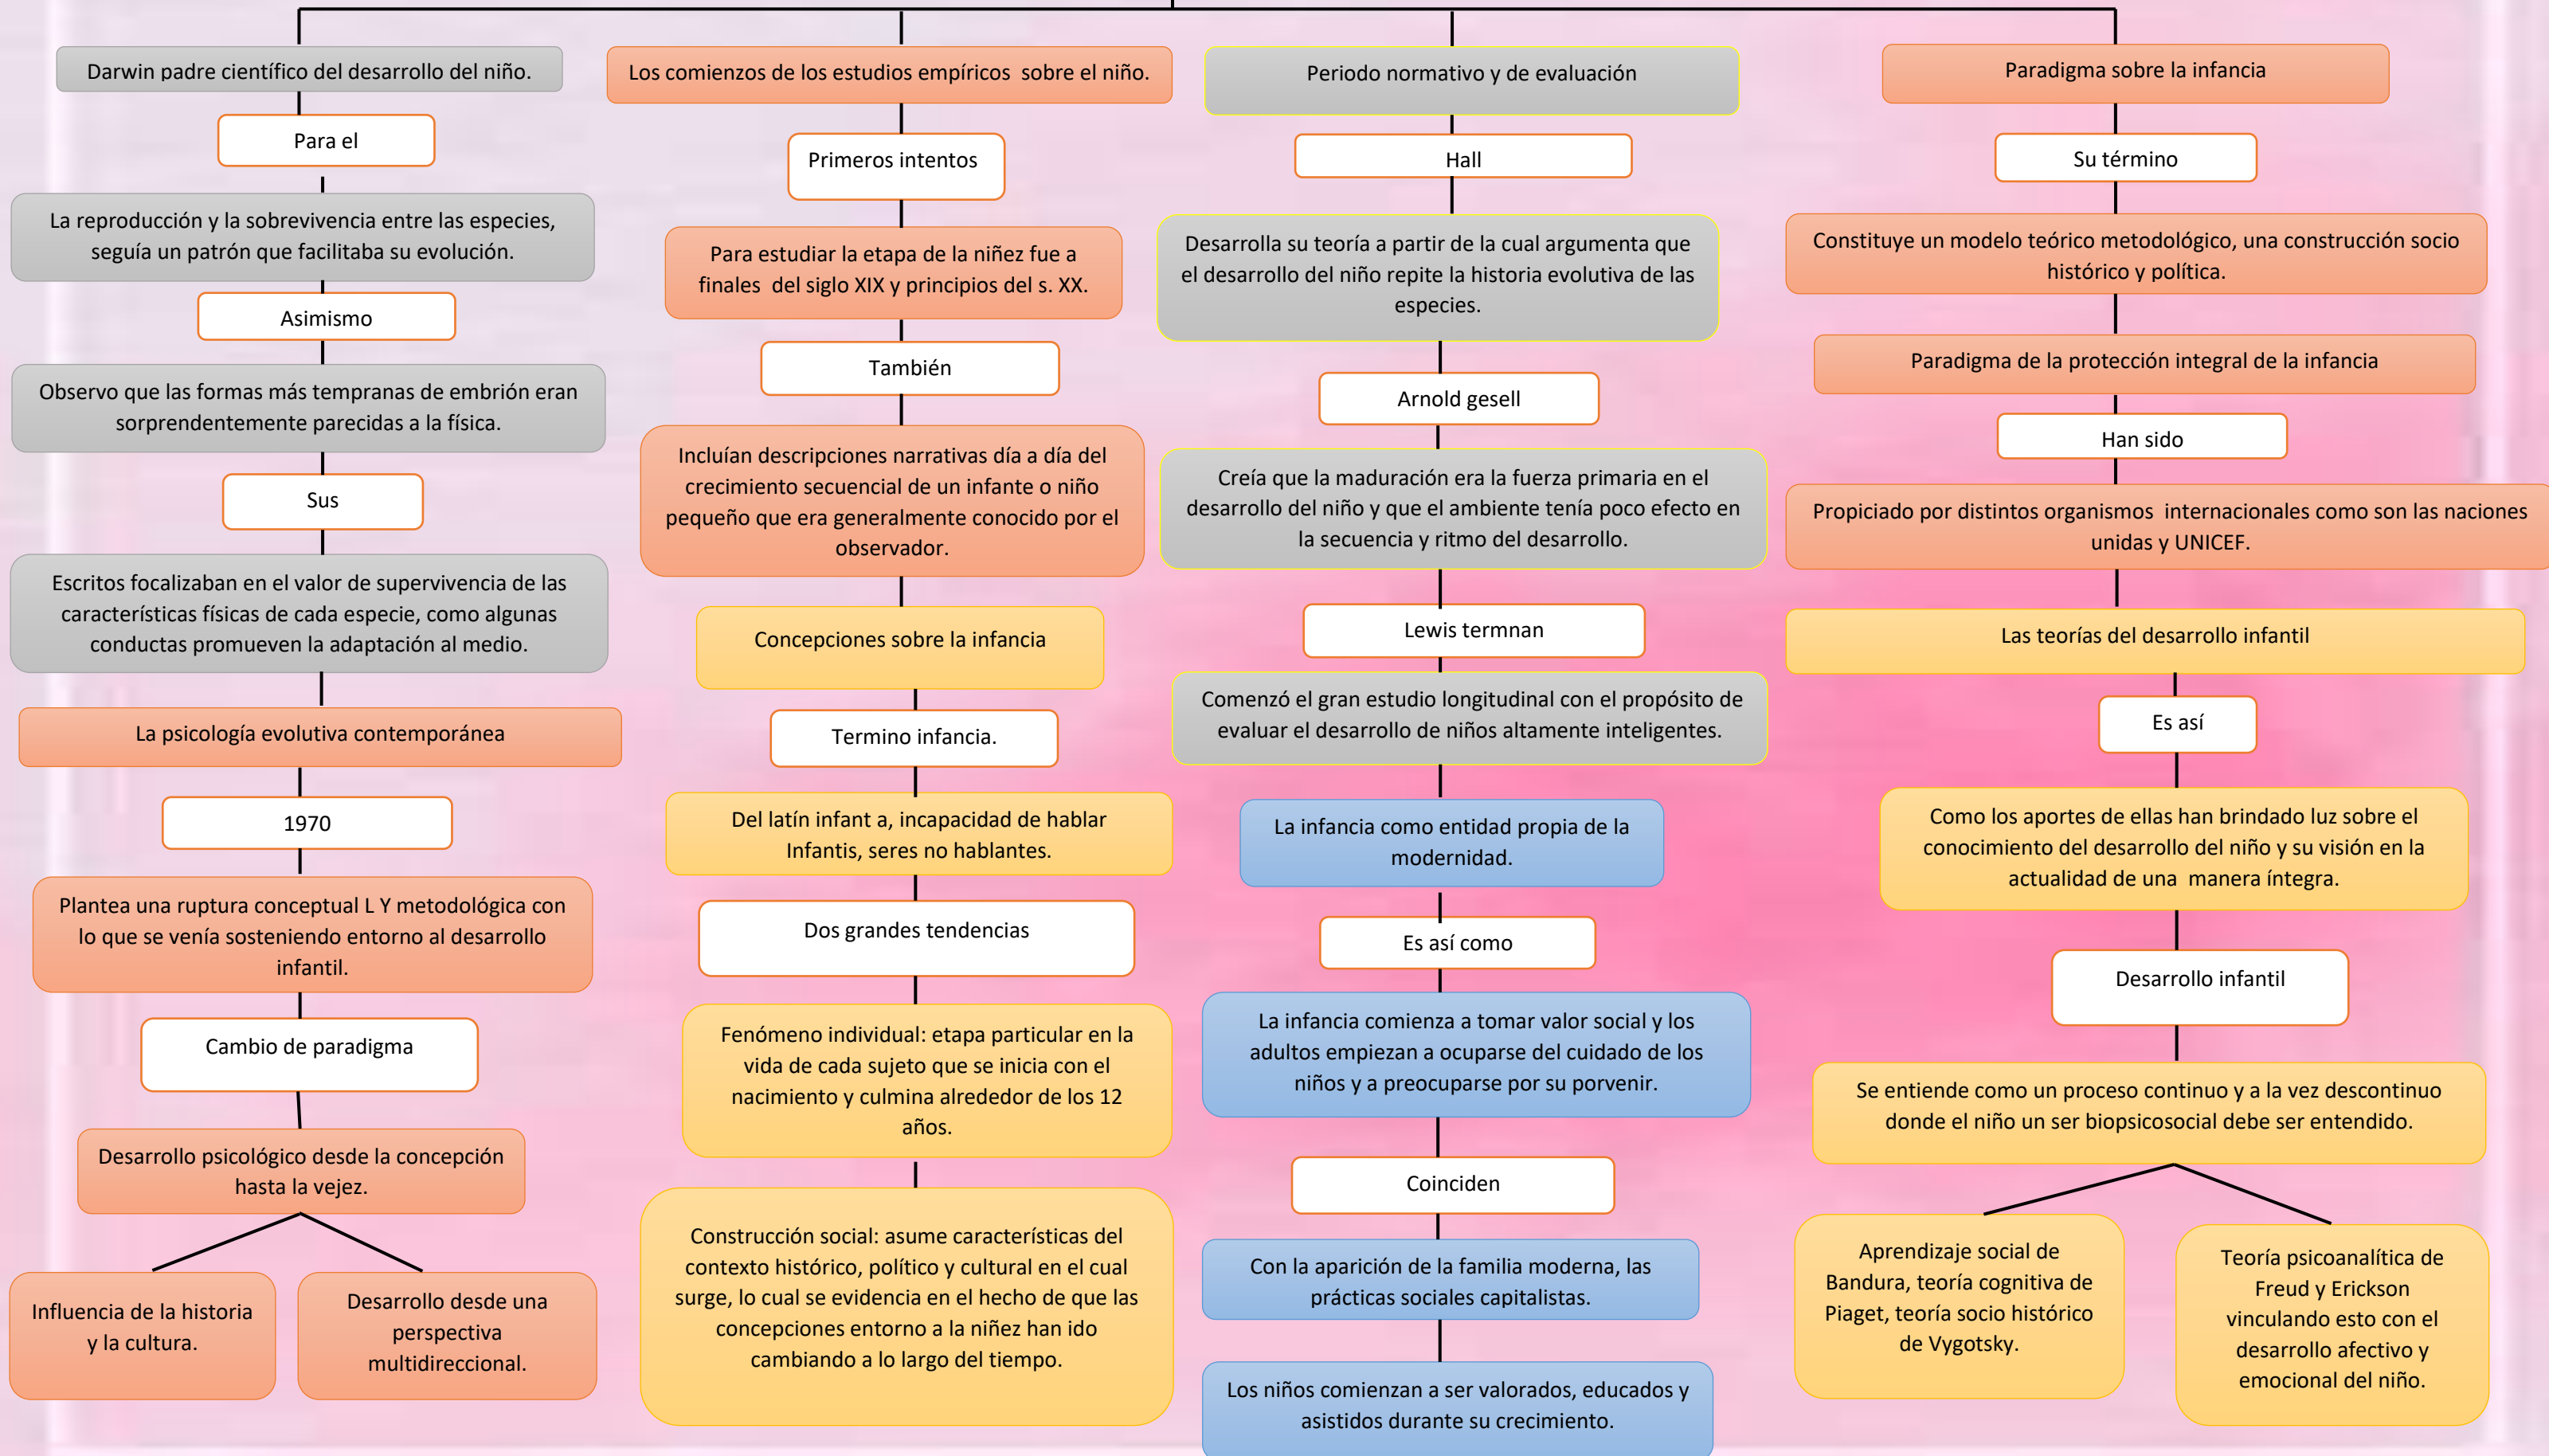 Darwin padre científico del desarrollo del niño.
Para el
La reproducción y la sobrevivencia entre las especies,
seguía un patrón que facilitaba su evolución.
Asimismo
Observo que las formas más tempranas de embrión eran
sorprendentemente parecidas a la física.
Sus
Escritos focalizaban en el valor de supervivencia de las
características físicas de cada especie, como algunas
conductas promueven la adaptación al medio.
La psicología evolutiva contemporánea
1970
Plantea una ruptura conceptual L Y metodológica con
lo que se venía sosteniendo entorno al desarrollo
infantil.
Cambio de paradigma
Desarrollo psicológico desde la concepción
hasta la vejez.
Influencia de la historia
y la cultura.
Desarrollo desde una
perspectiva
multidireccional.
Los comienzos de los estudios empíricos sobre el niño.
Primeros intentos
Para estudiar la etapa de la niñez fue a
finales del siglo XIX y principios del s. XX.
También
Incluían descripciones narrativas día a día del
crecimiento secuencial de un infante o niño
pequeño que era generalmente conocido por el
observador.
Concepciones sobre la infancia
Termino infancia.
Del latín infant a, incapacidad de hablar
Infantis, seres no hablantes.
Dos grandes tendencias
Fenómeno individual: etapa particular en la
vida de cada sujeto que se inicia con el
nacimiento y culmina alrededor de los 12
años.
Construcción social: asume características del
contexto histórico, político y cultural en el cual
surge, lo cual se evidencia en el hecho de que las
concepciones entorno a la niñez han ido
cambiando a lo largo del tiempo.
Periodo normativo y de evaluación
Hall
Desarrolla su teoría a partir de la cual argumenta que
el desarrollo del niño repite la historia evolutiva de las
especies.
Arnold gesell
Creía que la maduración era la fuerza primaria en el
desarrollo del niño y que el ambiente tenía poco efecto en
la secuencia y ritmo del desarrollo.
Lewis termnan
Comenzó el gran estudio longitudinal con el propósito de
evaluar el desarrollo de niños altamente inteligentes.
La infancia como entidad propia de la
modernidad.
Es así como
La infancia comienza a tomar valor social y los
adultos empiezan a ocuparse del cuidado de los
niños y a preocuparse por su porvenir.
Coinciden
Con la aparición de la familia moderna, las
prácticas sociales capitalistas.
Los niños comienzan a ser valorados, educados y
asistidos durante su crecimiento.
Paradigma sobre la infancia
Su término
Constituye un modelo teórico metodológico, una construcción socio
histórico y política.
Paradigma de la protección integral de la infancia
Han sido
Propiciado por distintos organismos internacionales como son las naciones
unidas y UNICEF.
Las teorías del desarrollo infantil
Es así
Como los aportes de ellas han brindado luz sobre el
conocimiento del desarrollo del niño y su visión en la
actualidad de una manera íntegra.
Desarrollo infantil
Se entiende como un proceso continuo y a la vez descontinuo
donde el niño un ser biopsicosocial debe ser entendido.
Aprendizaje social de
Bandura, teoría cognitiva de
Piaget, teoría socio histórico
de Vygotsky.
Teoría psicoanalítica de
Freud y Erickson
vinculando esto con el
desarrollo afectivo y
emocional del niño.